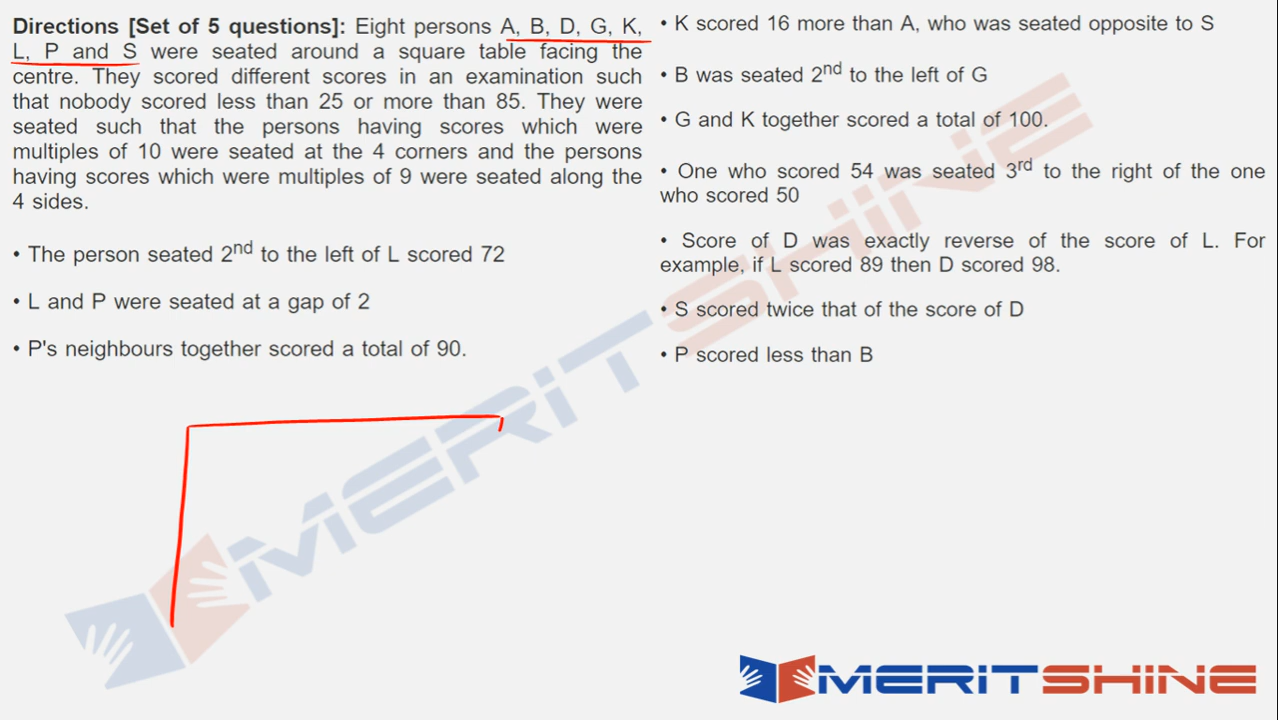 Directions [Set of 5 questions]: Eight persons A, B, D, G, K,
L, P and S were seated around a square table facing the
centre. They scored different scores in an examination such
that nobody scored less than 25 or more than 85. They were
seated such that the persons having scores which were
multiples of 10 were seated at the 4 corners and the persons
having scores which were multiples of 9 were seated along the
4 sides.
• The person seated 2nd to the left of L scored 72
• L and P were seated at a gap of 2
• P's neighbours together scored a total of 90.
• K scored 16 more than A, who was seated opposite to S
• B was seated 2nd to the left of G
• G and K together scored a total of 100.
• One who scored 54 was seated 3rd to the right of the one
who scored 50
• Score of D was exactly reverse of the score of L. For
example, if L scored 89 then D scored 98.
• S scored twice that of the score of D
• P scored less than B
MERITSHINE
MERITSHINE